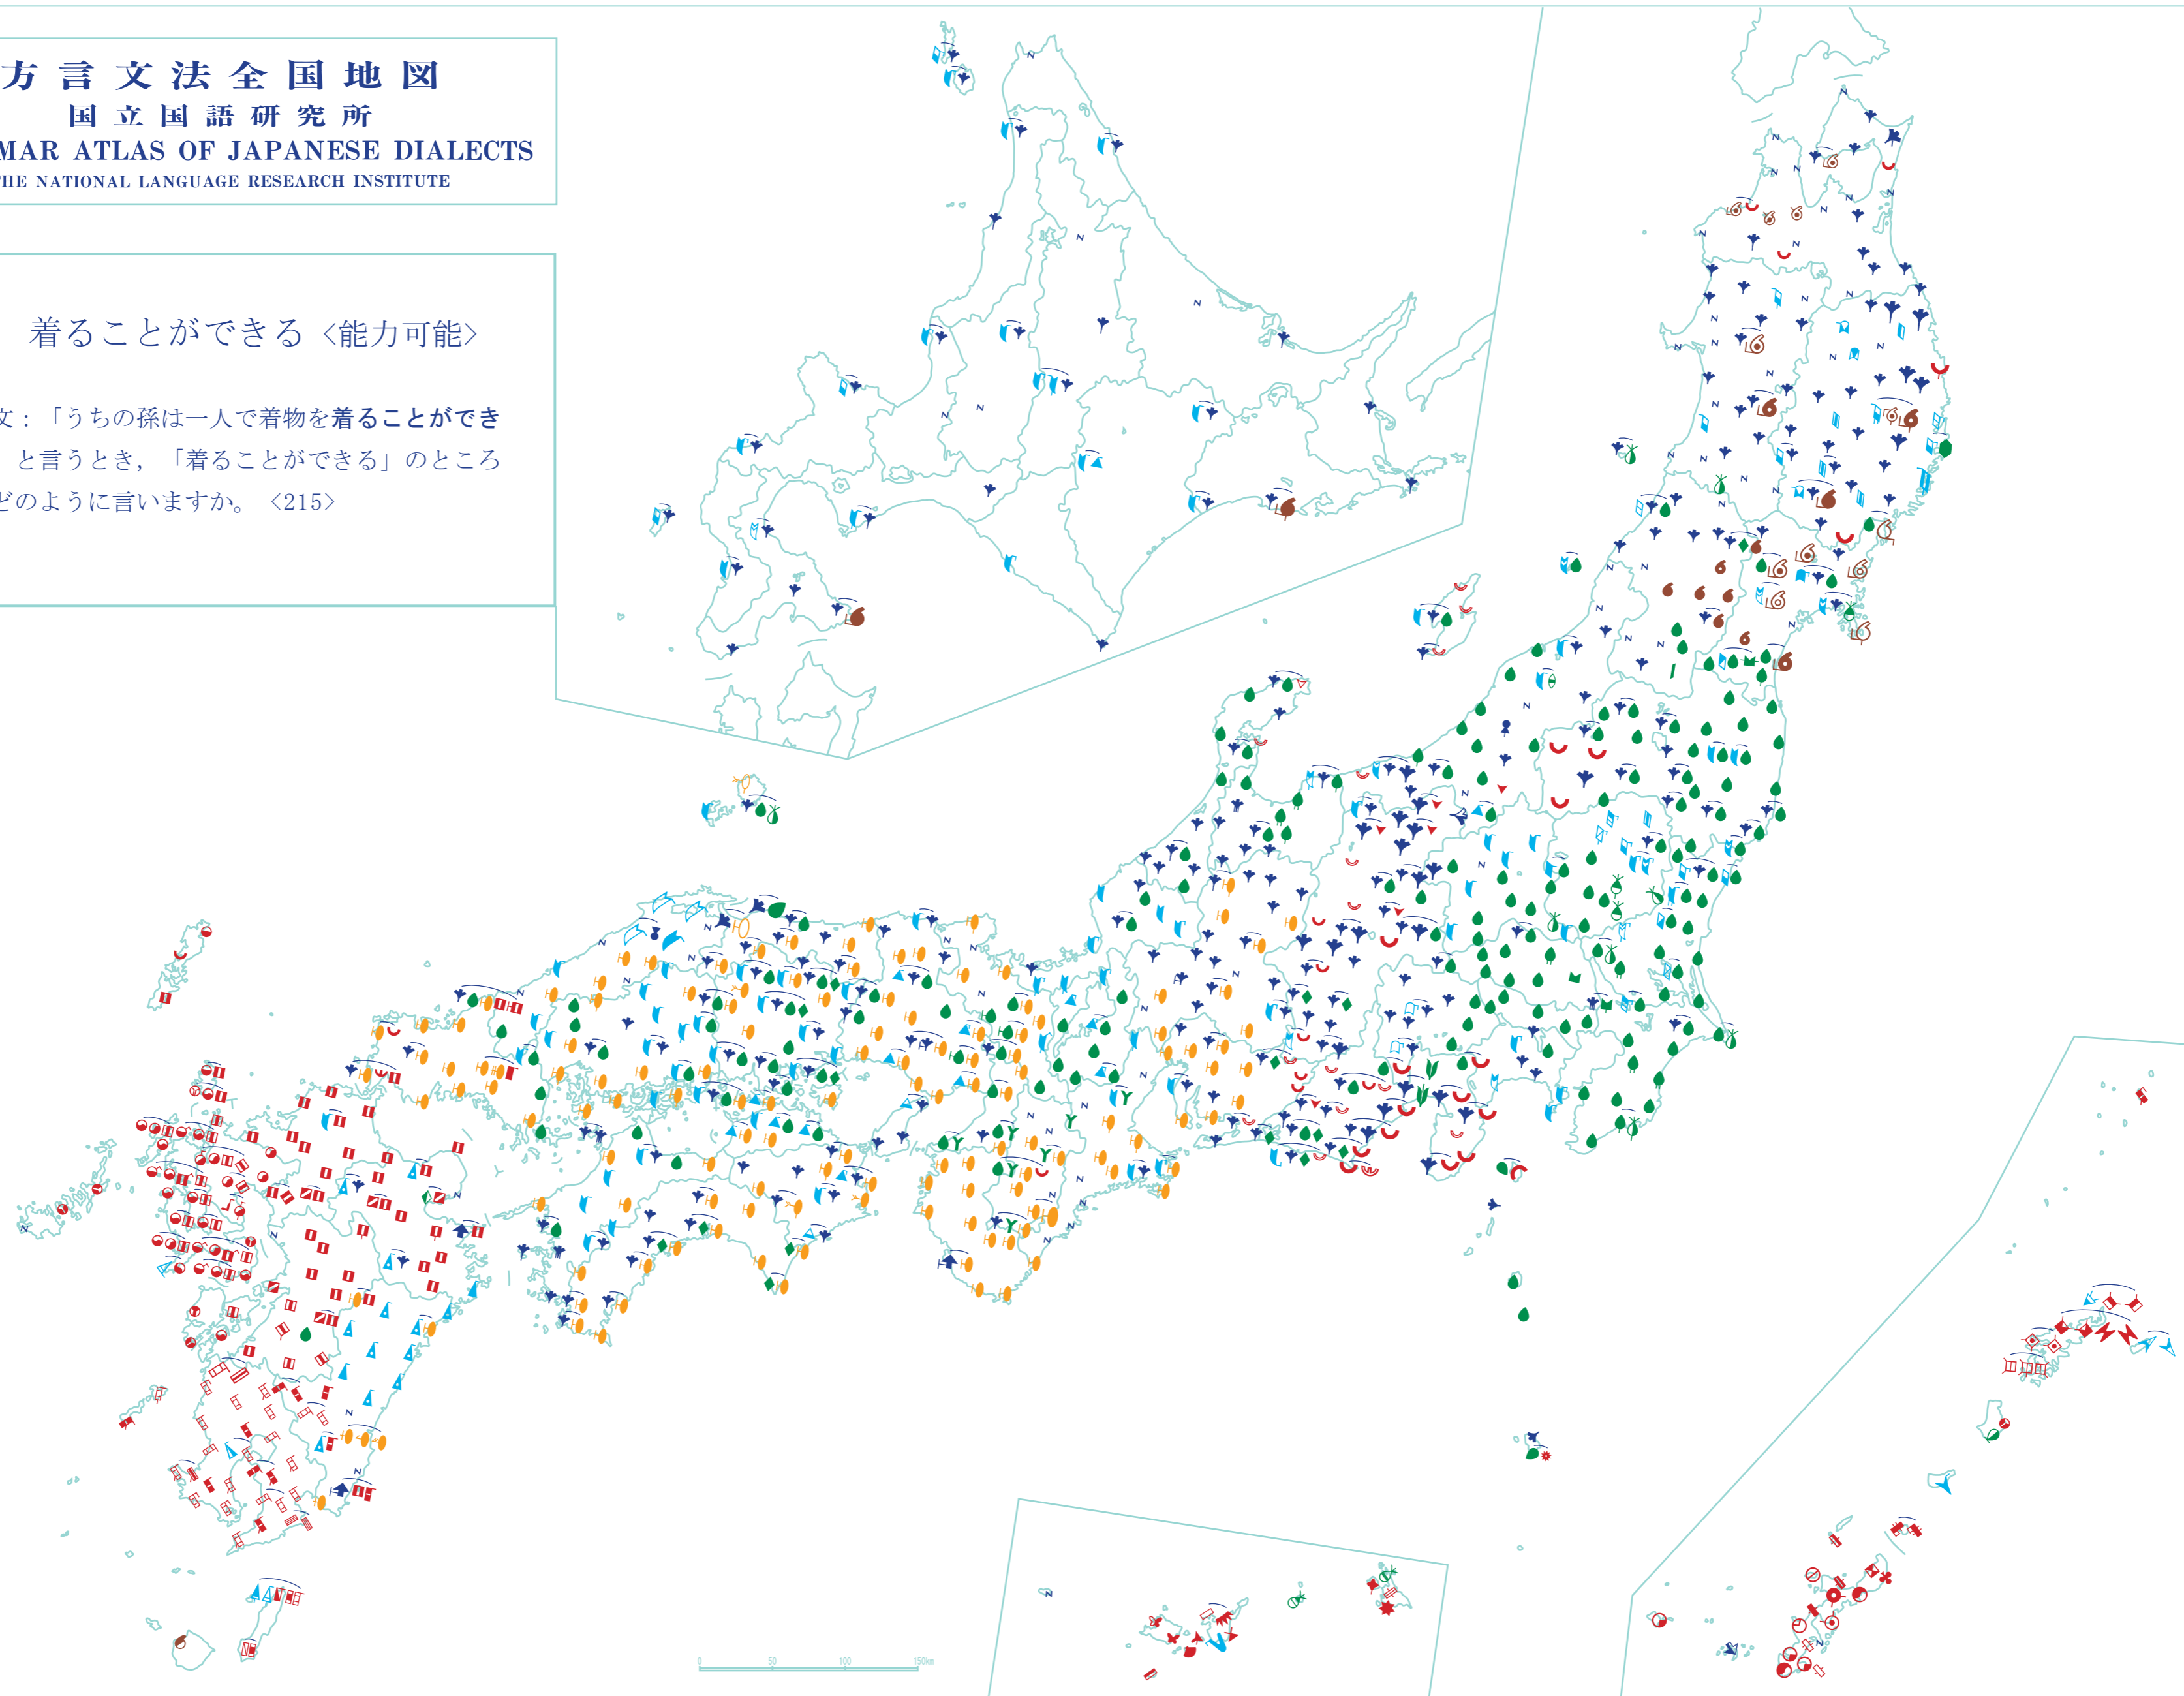 方言文法全国地図
国立国語研究所
MAR ATLAS OF JAPANESE DIALECTS
HE NATIONAL LANGUAGE RESEARCH INSTITUTE
着ることができる〈能力可能〉
文:「うちの孫は一人で着物を着ることができ
と言うとき,「着ることができる」のところ
どのように言いますか。〈215〉
0 50 100 150km